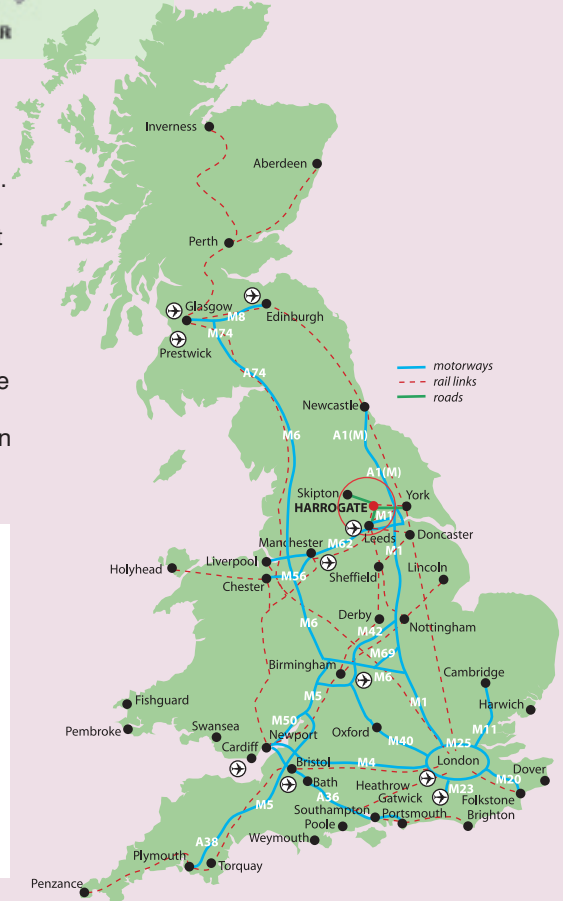 R
.
t
e
n
Inverness
Aberdeen
Perth
Glasgow
Edinburgh
M8
M74
Prestwick
A74
motorways
rail links
roads
Newcastle
M6
A1(M)
A1(M)
Skipton
York
HARROGATE
M1
Leeds
Doncaster
Manchester
M62
M1
Liverpool
Holyhead
M56
Sheffield
Lincoln
Chester
Derby
M6
Nottingham
M42
M69
Birmingham
M6
Cambridge
M5
M1
Fishguard
Harwich
M50
Pembroke
Swansea
Newport
Oxford
M11
Cardiff
M40
M25
Bristol
M4
London
Dover
Bath
Heathrow
M20
M5
A36
Gatwick
M23
Folkstone
Southampton
Portsmouth
Brighton
Poole
Weymouth
A38
Plymouth
Torquay
Penzance